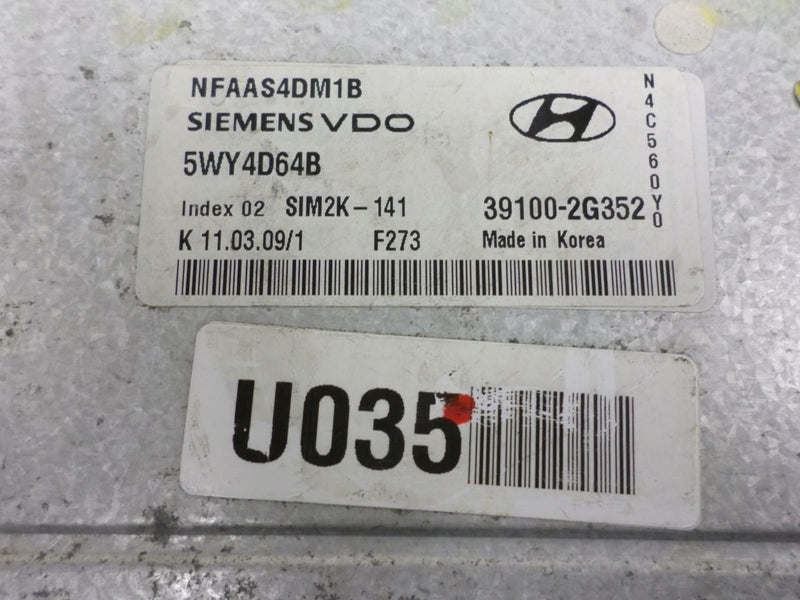 NFAAS4DM1B
SIEMENS VDO
5WY4D64B
Index 02 SIM2K-141 39100-2G352
K 11.03.09/1 F273 Made in Korea
N4C560Y0
U035